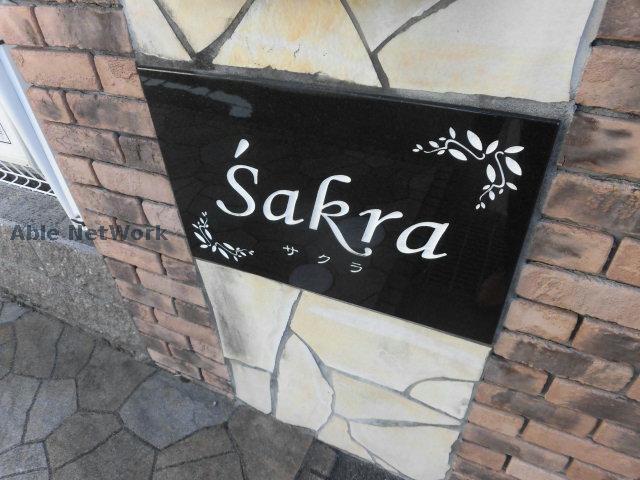 Śakra
サクラ
Able NetWork